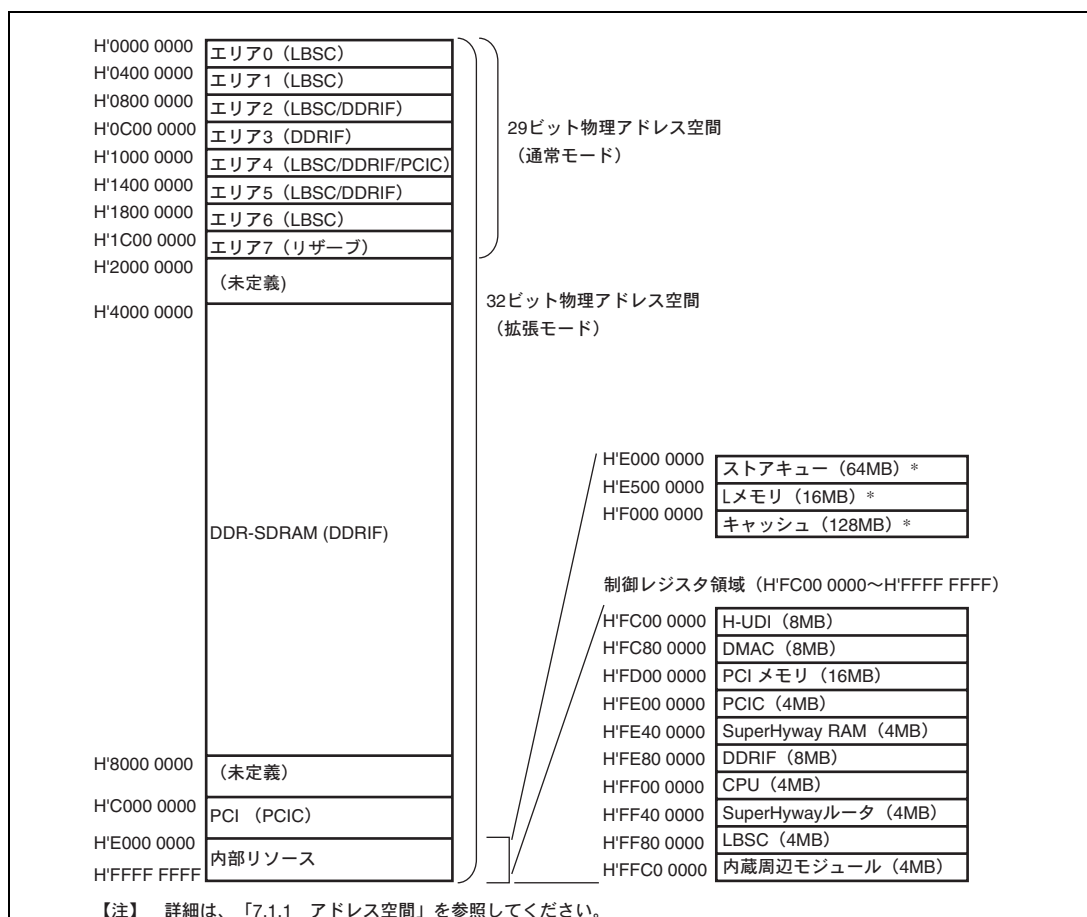 H'0000 0000 エリア0（LBSC）
H'0400 0000 エリア1（LBSC）
H'0800 0000 エリア2（LBSC/DDRIF）
H'0C00 0000 エリア3（DDRIF）
H'1000 0000 エリア4（LBSC/DDRIF/PCIC）
H'1400 0000 エリア5（LBSC/DDRIF）
H'1800 0000 エリア6（LBSC）
H'1C00 0000 エリア7（リザーブ）
H'2000 0000 （未定義)
H'4000 0000
DDR-SDRAM (DDRIF)
H'8000 0000 （未定義）
H'C000 0000 PCI （PCIC）
H'E000 0000 内部リソース
H'FFFF FFFF
29ビット物理アドレス空間
（通常モード）
32ビット物理アドレス空間
（拡張モード）
H'E000 0000 ストアキュー（64MB）*
H'E500 0000 Lメモリ（16MB）*
H'F000 0000 キャッシュ（128MB）*
制御レジスタ領域（H'FC00 0000～H'FFFF FFFF）
H'FC00 0000 H-UDI（8MB）
H'FC80 0000 DMAC（8MB）
H'FD00 0000 PCI メモリ（16MB）
H'FE00 0000 PCIC（4MB）
H'FE40 0000 SuperHyway RAM（4MB）
H'FE80 0000 DDRIF（8MB）
H'FF00 0000 CPU（4MB）
H'FF40 0000 SuperHywayルータ（4MB）
H'FF80 0000 LBSC（4MB）
H'FFC0 0000 内蔵周辺モジュール（4MB）
【注】 詳細は、「7.1.1 アドレス空間」を参照してください。